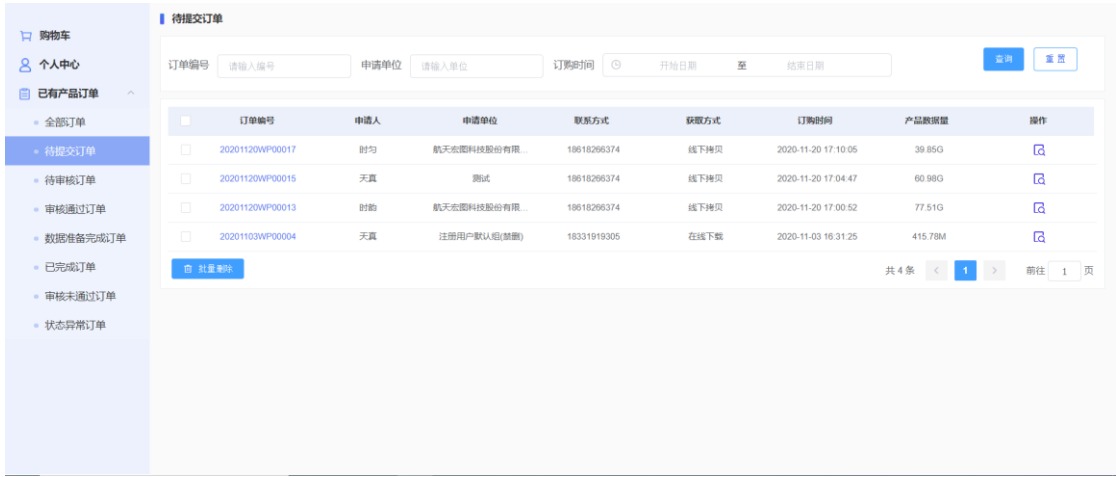 购物车
个人中心
已有产品订单
全部订单
待提交订单
待审核订单
审核通过订单
数据准备完成订单
已完成订单
审核未通过订单
状态异常订单
待提交订单
订单编号 请输入编号 申请单位 请输入单位 订购时间 开始日期 至 结束日期 查询 重置
订单编号 申请人 申请单位 联系方式 获取方式 订购时间 产品数据量 操作
20201120WP00017 时匀 航天宏图科技股份有限... 18618266374 线下拷贝 2020-11-20 17:10:05 39.85G
20201120WP00015 天真 测试 18618266374 线下拷贝 2020-11-20 17:04:47 60.98G
20201120WP00013 航天宏图科技股份有限... 18618266374 线下拷贝 2020-11-20 17:00:52 77.51G
20201103WP00004 天真 注册用户默认组(禁删) 18331919305 在线下载 2020-11-03 16:31:25 415.78M
批量删除 共 4 条 < 1 > 前往 1 页